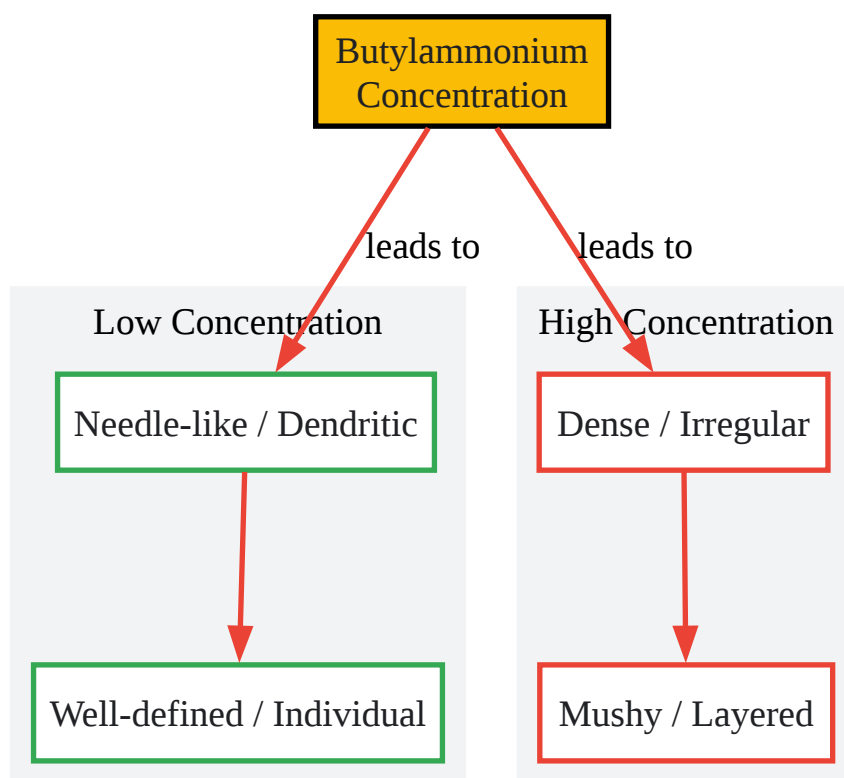 Butylammonium
Concentration
leads to
leads to
Low Concentration
High Concentration
Needle-like / Dendritic
Dense / Irregular
Well-defined / Individual
Mushy / Layered